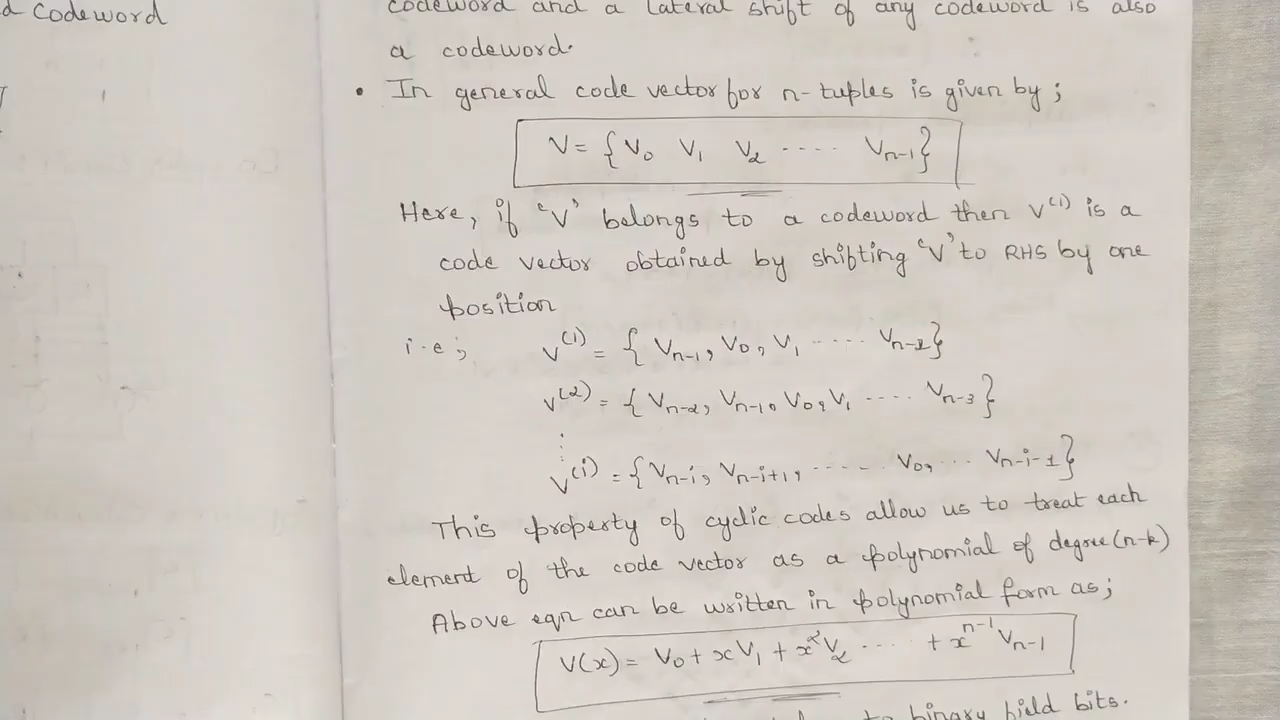 d Codeword
codeword and a lateral shift of any codeword is also
a codeword.
• In general code vector for n-tuples is given by;
V = { V₀ V₁ V₂ ---- Vₙ₋₁}
Here, if 'V' belongs to a codeword then V⁽¹⁾ is a
code vector obtained by shifting 'V' to RHS by one
position
i.e; V⁽¹⁾ = { Vₙ₋₁, V₀, V₁ ----- Vₙ₋₂}
V⁽²⁾ = { Vₙ₋₂, Vₙ₋₁, V₀, V₁ ---- Vₙ₋₃}
⋮
V⁽ⁱ⁾ = {Vₙ₋ᵢ, Vₙ₋ᵢ₊₁, ------ V₀, ... Vₙ₋ᵢ₋₁}
This property of cyclic codes allow us to treat each
element of the code vector as a polynomial of degree (n-k)
Above eqn can be written in polynomial form as;
V(x) = V₀ + xV₁ + x²V₂ ---- + xⁿ⁻¹ Vₙ₋₁
to binary field bits.